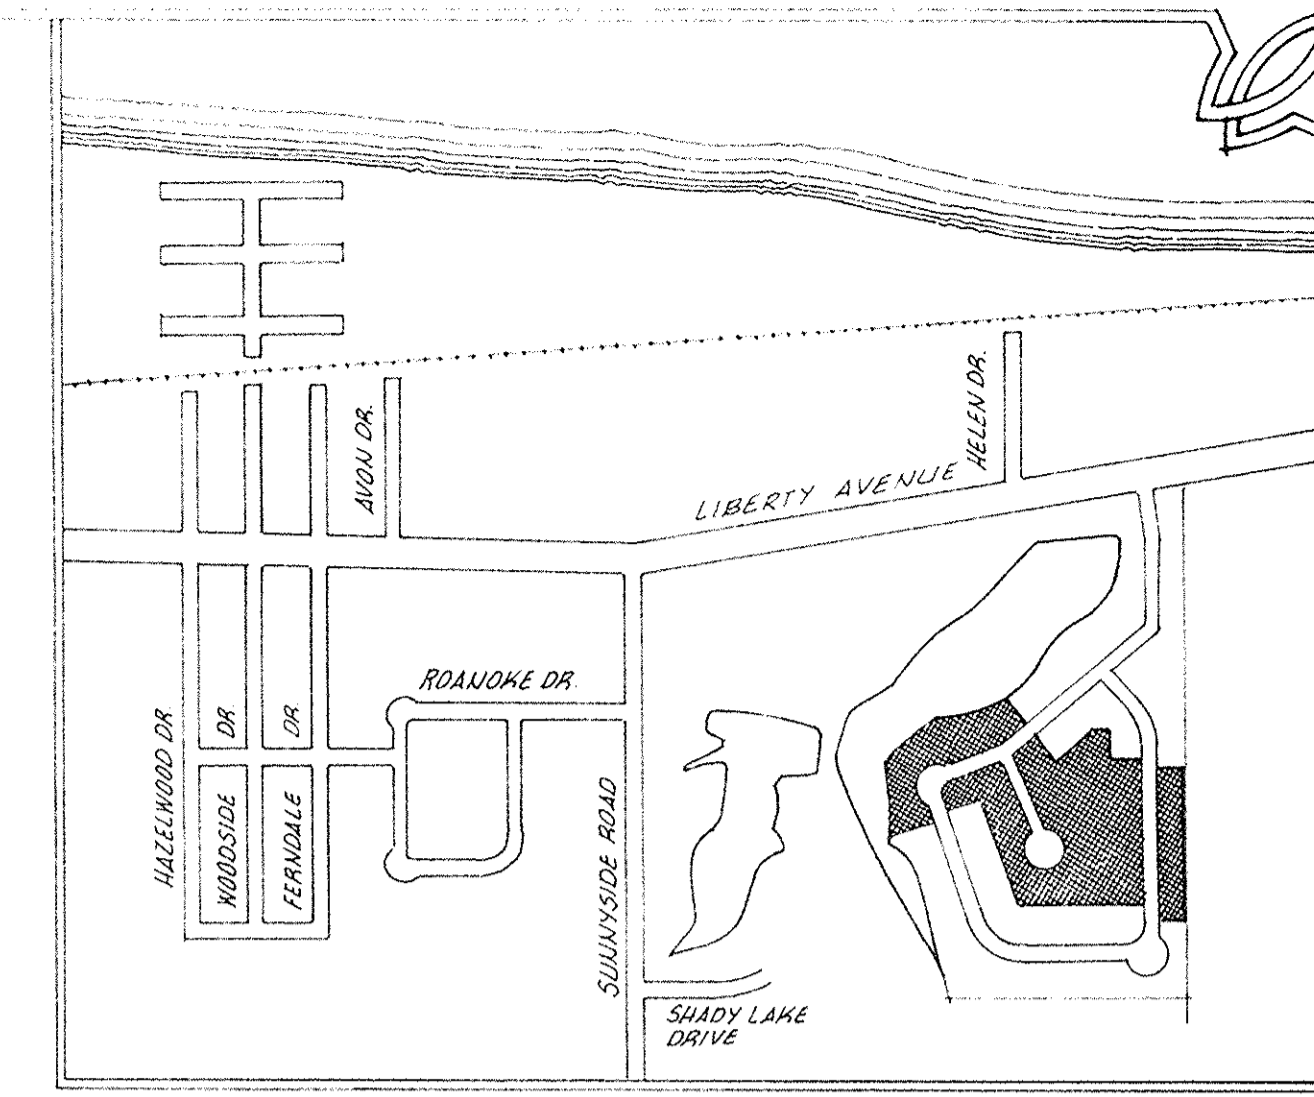 AVON DR.
HELEN DR.
LIBERTY AVENUE
ROANOKE DR.
HAZELWOOD DR.
WOODSIDE DR.
FERNDALE DR.
SUNNYSIDE ROAD
SHADY LAKE
DRIVE